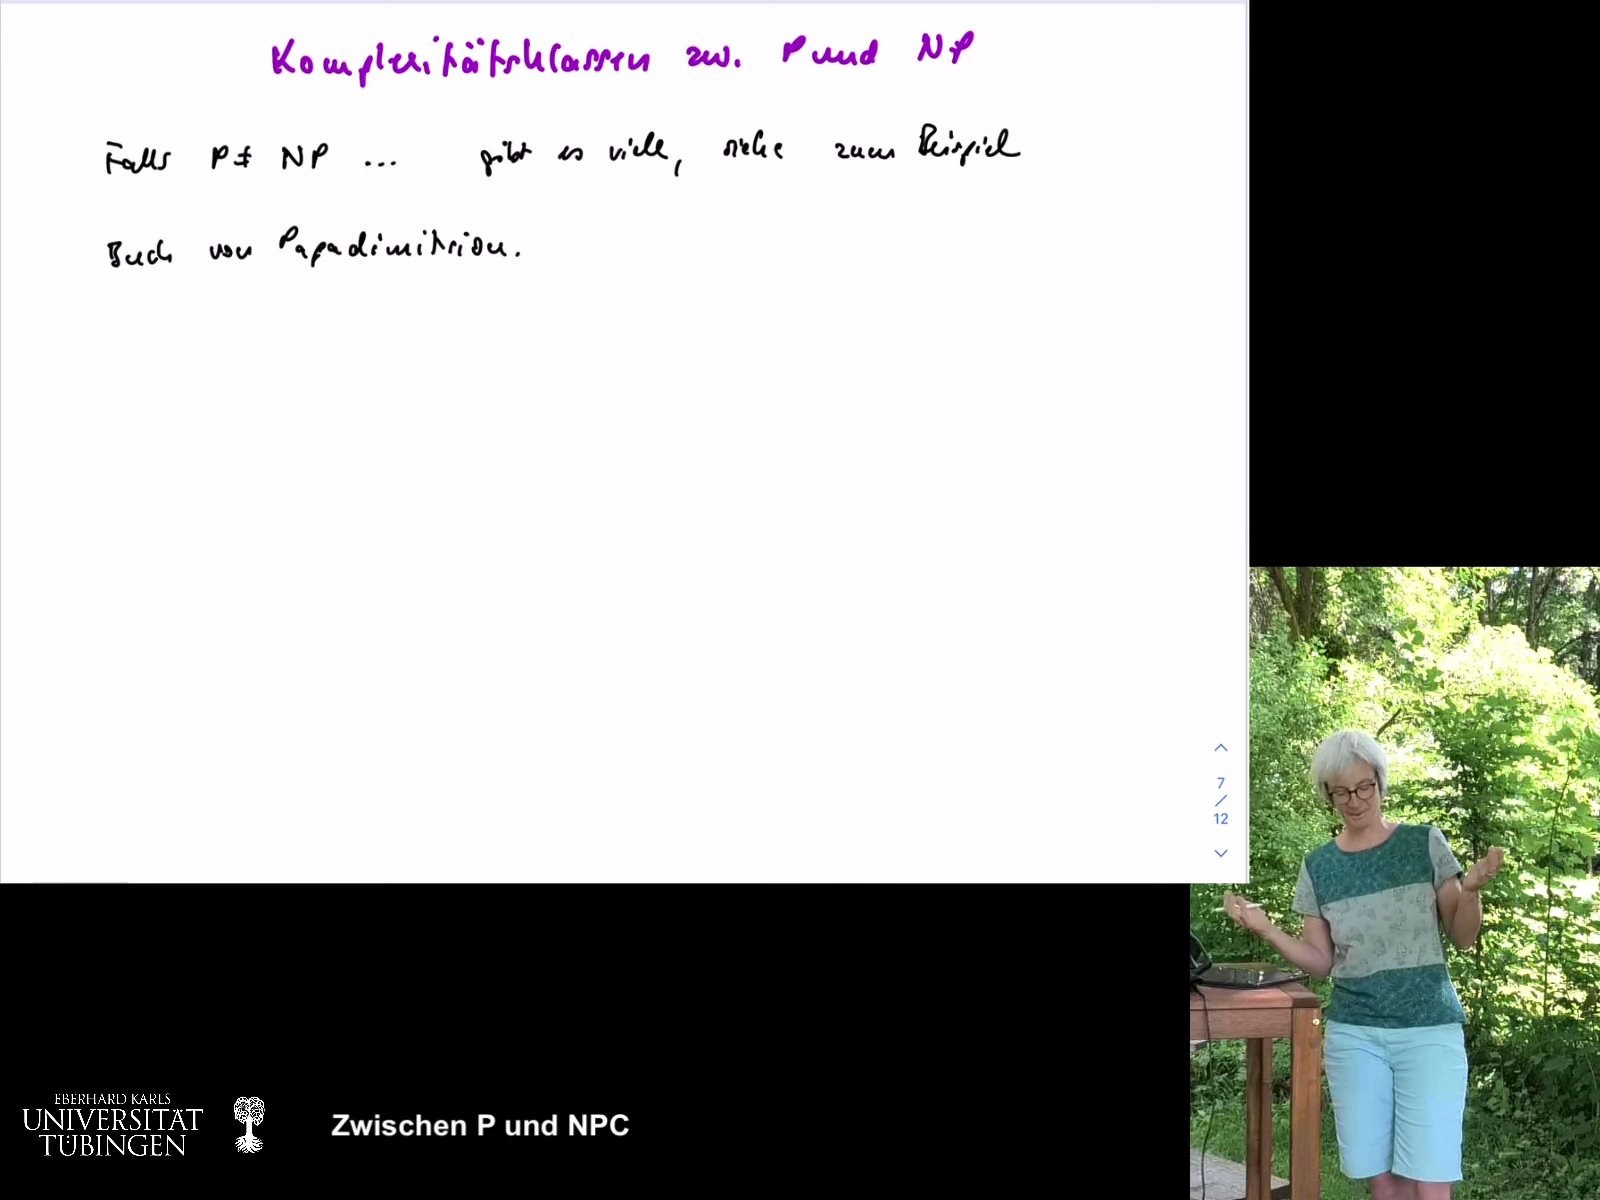 Komplexitätsklassen zw. P und NP
Falls P ≠ NP ... gibt es viele, siehe zum Beispiel
Buch von Papadimitriou.
7
/
12
EBERHARD KARLS
UNIVERSITÄT
TÜBINGEN
Zwischen P und NPC